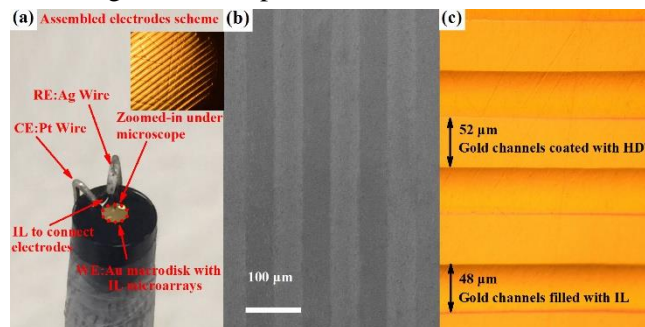 (a) Assembled electrodes scheme
RE:Ag Wire
Zoomed-in under
microscope
CE:Pt Wire
IL to connect
electrodes
WE:Au macrodisk with
IL microarrays
(b)
100 µm
(c)
52 µm
Gold channels coated with HDT
48 µm
Gold channels filled with IL